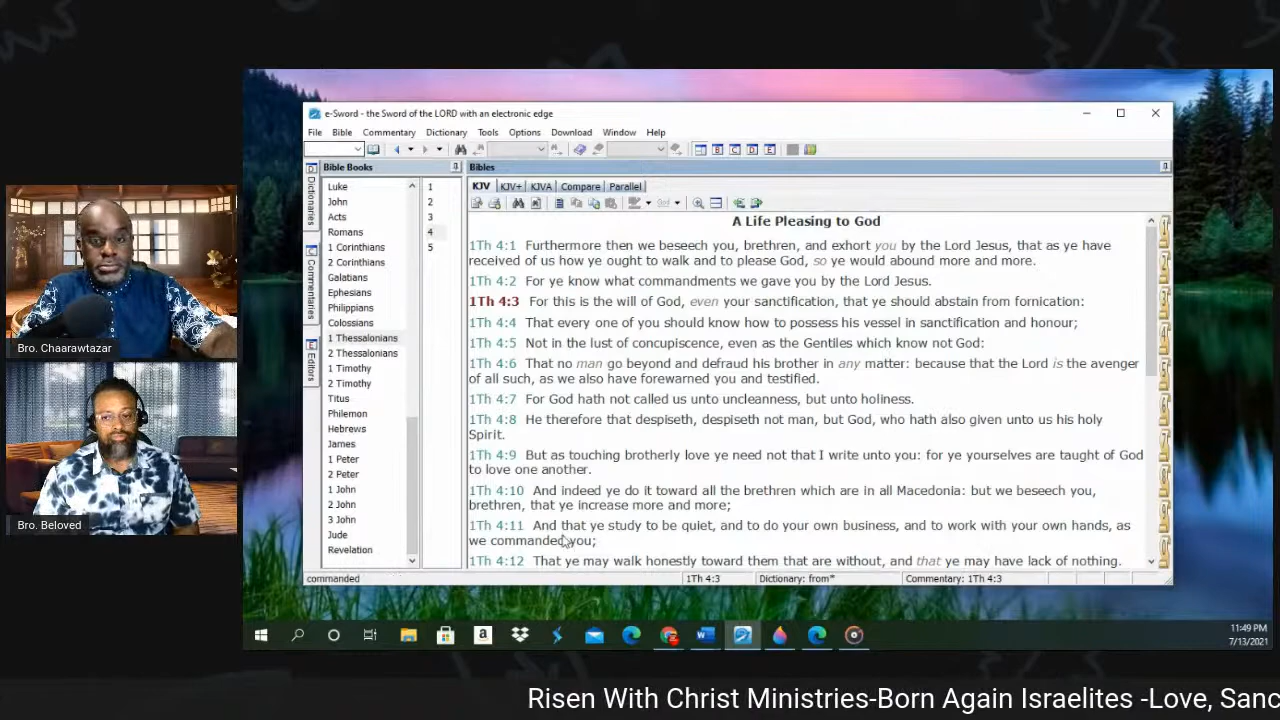 e-Sword - the Sword of the LORD with an electronic edge
File Bible Commentary Dictionary Tools Options Download Window Help
B C D E
Bible Books
Bibles
Dictionaries
Commentaries
Editors
Luke
John
Acts
Romans
1 Corinthians
2 Corinthians
Galatians
Ephesians
Philippians
Colossians
1 Thessalonians
2 Thessalonians
1 Timothy
2 Timothy
Titus
Philemon
Hebrews
James
1 Peter
2 Peter
1 John
2 John
3 John
Jude
Revelation
1
2
3
4
5
KJV KJV+ KJVA Compare Parallel
A Life Pleasing to God
1Th 4:1 Furthermore then we beseech you, brethren, and exhort you by the Lord Jesus, that as ye have
received of us how ye ought to walk and to please God, so ye would abound more and more.
1Th 4:2 For ye know what commandments we gave you by the Lord Jesus.
1Th 4:3 For this is the will of God, even your sanctification, that ye should abstain from fornication:
1Th 4:4 That every one of you should know how to possess his vessel in sanctification and honour;
1Th 4:5 Not in the lust of concupiscence, even as the Gentiles which know not God:
1Th 4:6 That no man go beyond and defraud his brother in any matter: because that the Lord is the avenger
of all such, as we also have forewarned you and testified.
1Th 4:7 For God hath not called us unto uncleanness, but unto holiness.
1Th 4:8 He therefore that despiseth, despiseth not man, but God, who hath also given unto us his holy
Spirit.
1Th 4:9 But as touching brotherly love ye need not that I write unto you: for ye yourselves are taught of God
to love one another.
1Th 4:10 And indeed ye do it toward all the brethren which are in all Macedonia: but we beseech you,
brethren, that ye increase more and more;
1Th 4:11 And that ye study to be quiet, and to do your own business, and to work with your own hands, as
we commanded you;
1Th 4:12 That ye may walk honestly toward them that are without, and that ye may have lack of nothing.
commanded 1Th 4:3 Dictionary: from* Commentary: 1Th 4:3
Bro. Chaarawtazar
Bro. Beloved
11:49 PM
7/13/2021
Risen With Christ Ministries-Born Again Israelites -Love, Sanc